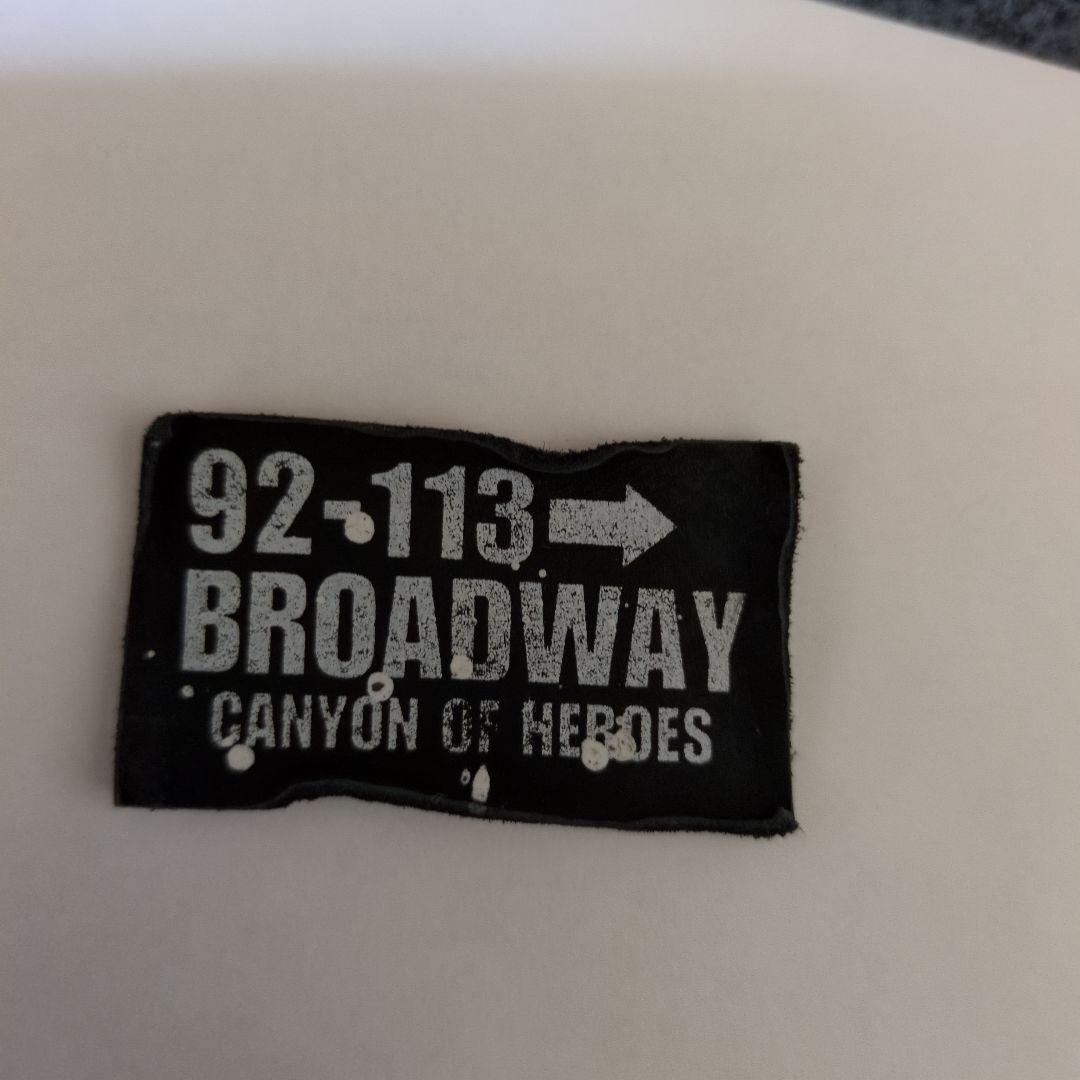 92-113
BROADWAY
CANYON OF HEROES